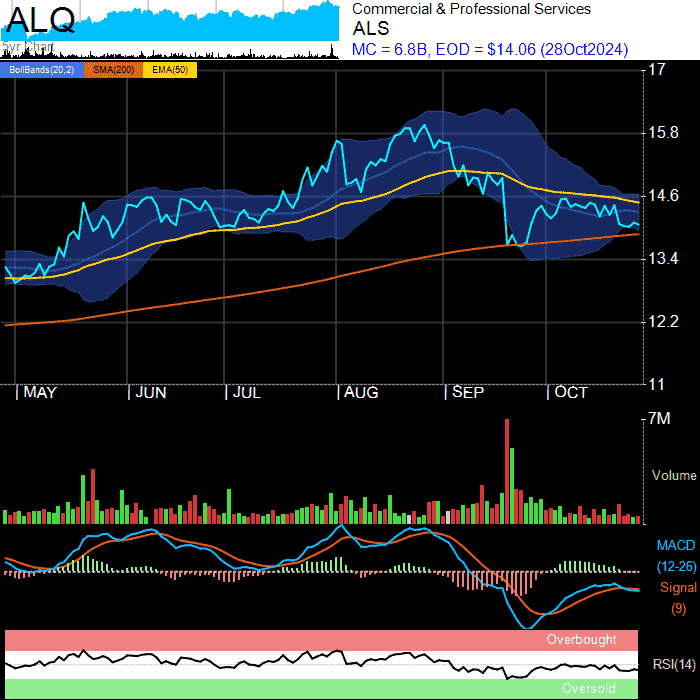 ALQ
Commercial & Professional Services
ALS
5yr Chart
MC = 6.8B, EOD = $14.06 (28Oct2024)
BollBands(20,2) SMA(200) EMA(50)
17
15.8
14.6
13.4
12.2
11
MAY JUN JUL AUG SEP OCT
7M
Volume
MACD
(12-26)
Signal
(9)
Overbought
RSI(14)
Oversold